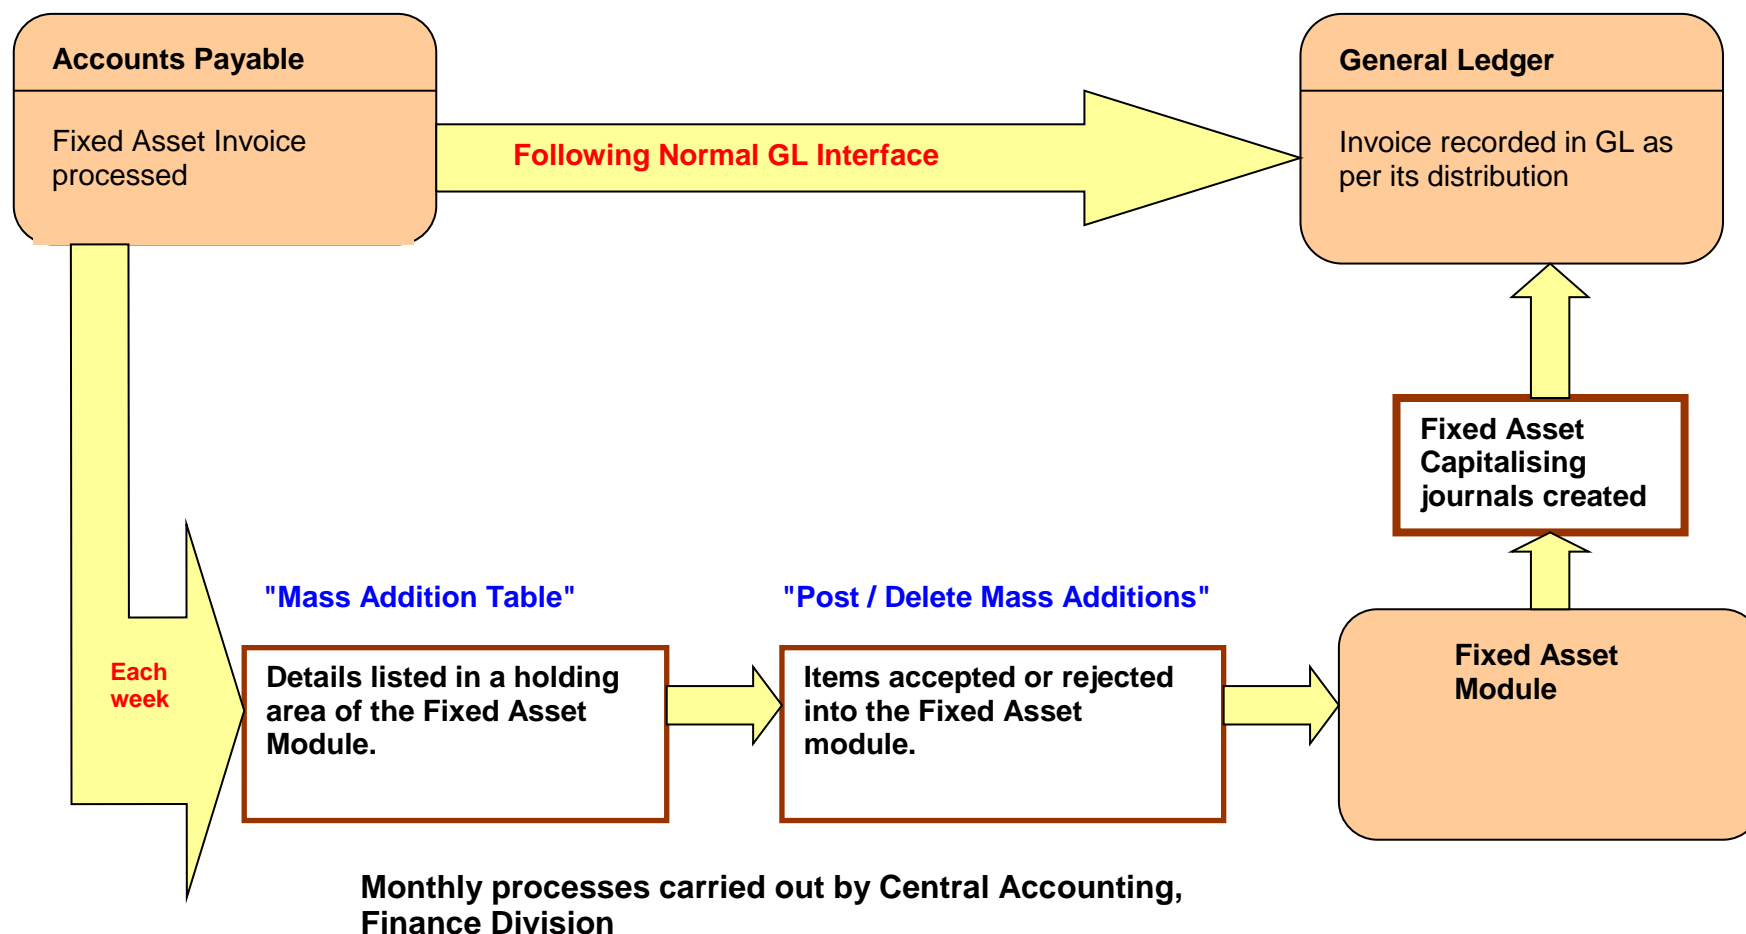 Accounts Payable
Fixed Asset Invoice
processed
Following Normal GL Interface
General Ledger
Invoice recorded in GL as
per its distribution
Fixed Asset
Capitalising
journals created
Each
week
"Mass Addition Table"
Details listed in a holding
area of the Fixed Asset
Module.
"Post / Delete Mass Additions"
Items accepted or rejected
into the Fixed Asset
module.
Fixed Asset
Module
Monthly processes carried out by Central Accounting,
Finance Division